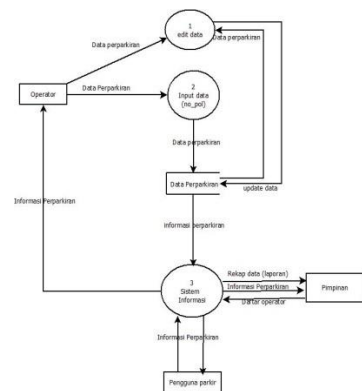 1
edit data
Data perparkiran
Data perparkiran
Operator
Data Perparkiran
2
Input data
(no_pol)
Data perparkiran
Data Perparkiran
update data
Informasi Perparkiran
informasi perparkiran
3
Sistem
Informasi
Rekap data (laporan)
Informasi Perparkiran
Daftar operator
Pimpinan
Informasi Perparkiran
Pengguna parkir